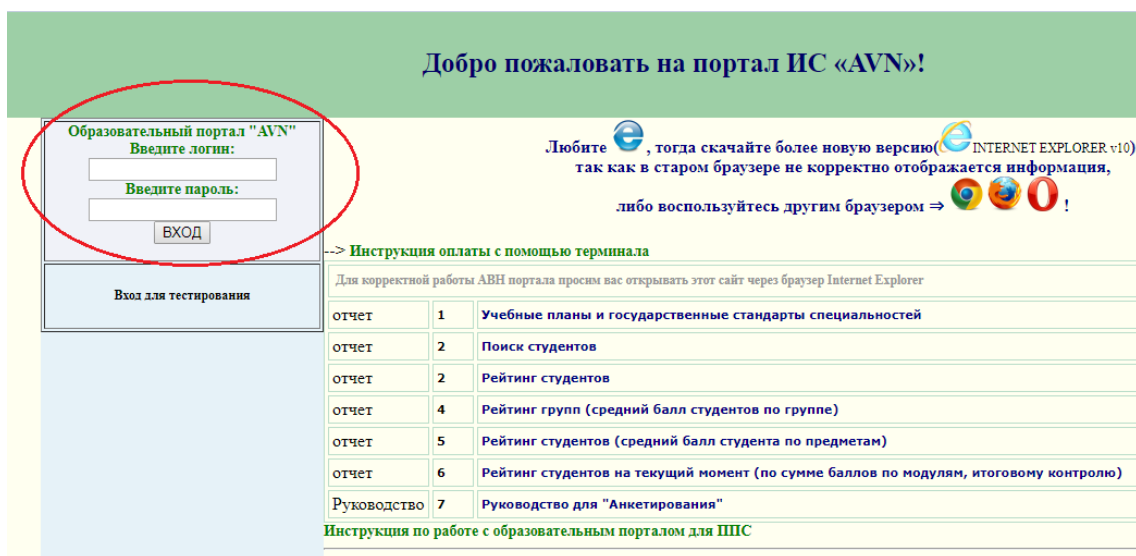 Добро пожаловать на портал ИС «AVN»!
Образовательный портал "AVN"
Введите логин:
Введите пароль:
ВХОД
Вход для тестирования
Любите , тогда скачайте более новую версию( INTERNET EXPLORER v10)
так как в старом браузере не корректно отображается информация,
либо воспользуйтесь другим браузером ⇒ !
--> Инструкция оплаты с помощью терминала
Для корректной работы АВН портала просим вас открывать этот сайт через браузер Internet Explorer
отчет 1 Учебные планы и государственные стандарты специальностей
отчет 2 Поиск студентов
отчет 2 Рейтинг студентов
отчет 4 Рейтинг групп (средний балл студентов по группе)
отчет 5 Рейтинг студентов (средний балл студента по предметам)
отчет 6 Рейтинг студентов на текущий момент (по сумме баллов по модулям, итоговому контролю)
Руководство 7 Руководство для "Анкетирования"
Инструкция по работе с образовательным порталом для ППС